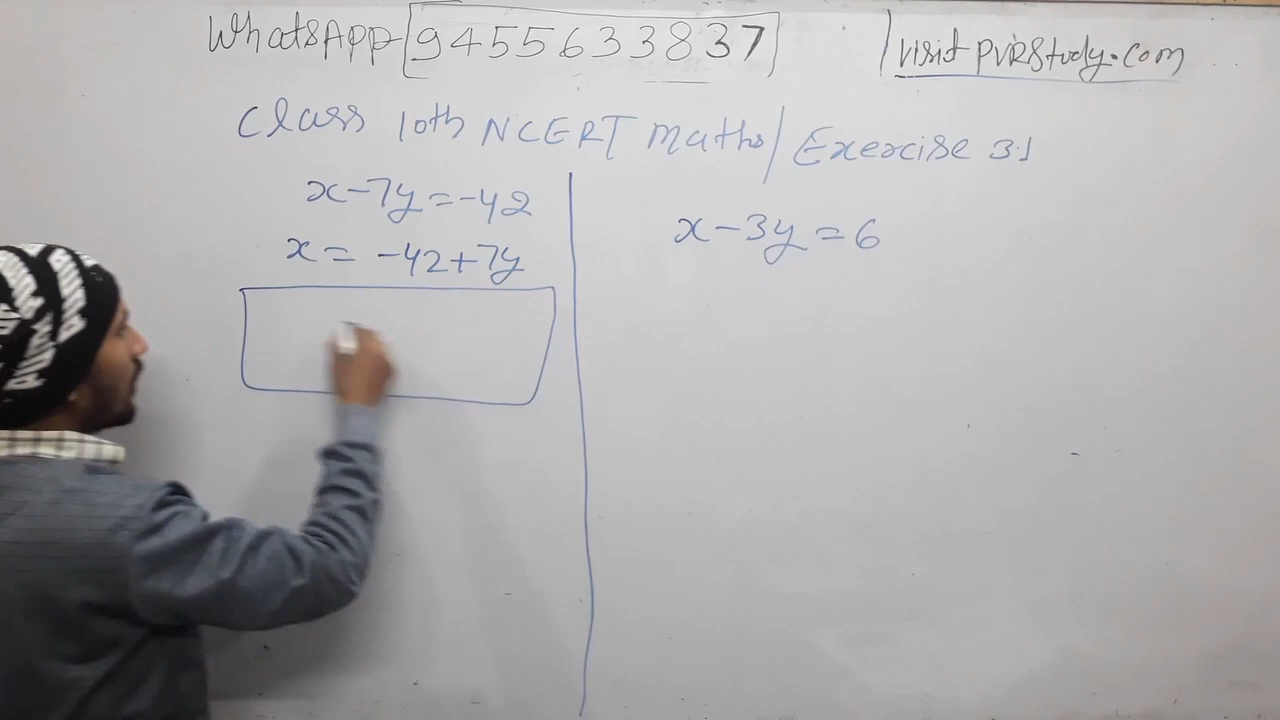 WhatsApp 9455633837
visit PVRStudy.com
Class 10th NCERT Maths / Exercise 3.1
x-7y=-42
x= -42+7y
x-3y=6